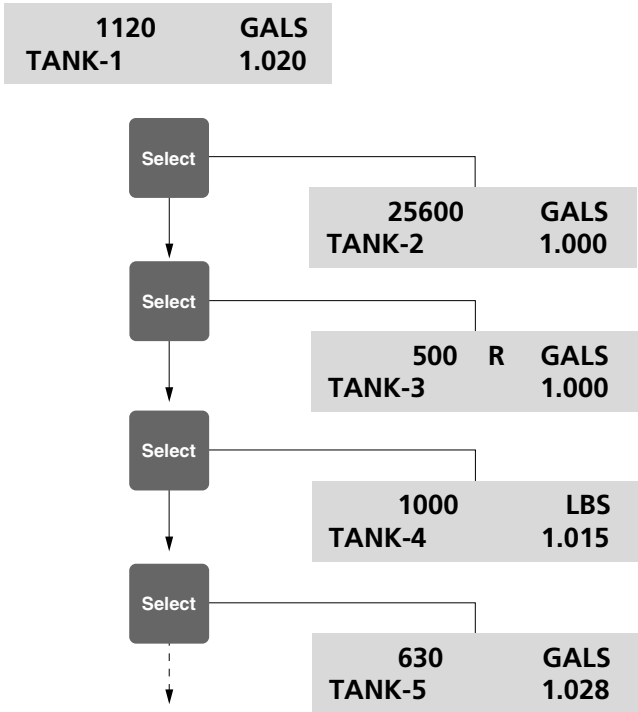 1120 GALS
TANK-1 1.020
Select
25600 GALS
TANK-2 1.000
Select
500 R GALS
TANK-3 1.000
Select
1000 LBS
TANK-4 1.015
Select
630 GALS
TANK-5 1.028